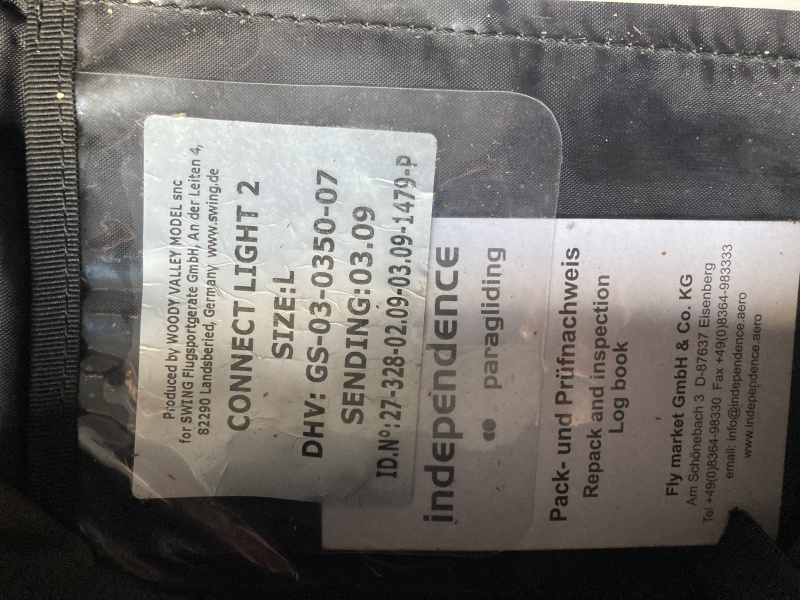 Produced by WOODY VALLEY MODEL snc
for SWING Flugsportgeräte GmbH, An der Leiten 4,
82290 Landsberied, Germany www.swing.de
CONNECT LIGHT 2
SIZE:L
DHV: GS-03-0350-07
SENDING:03.09
ID.N°:27-328-02.09-03.09-1479-P
independence
paragliding
Pack- und Prüfnachweis
Repack and inspection
Log book
Fly market GmbH & Co. KG
Am Schönebach 3 D-87637 Eisenberg
Tel +49(0)8364-98330 Fax +49(0)8364-983333
email: info@independence.aero
www.independence.aero